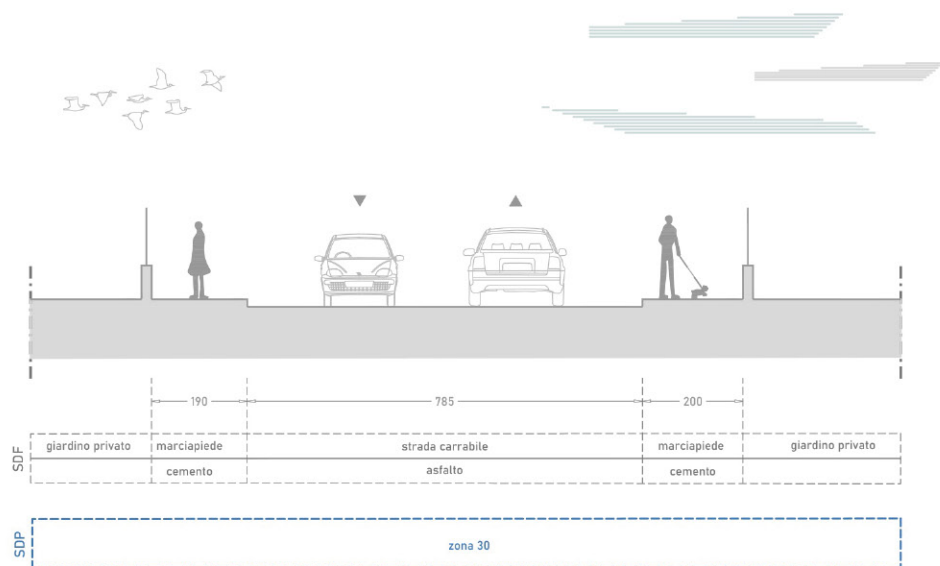 190
785
200
SDF
giardino privato
marciapiede
strada carrabile
marciapiede
giardino privato
cemento
asfalto
cemento
SDP
zona 30